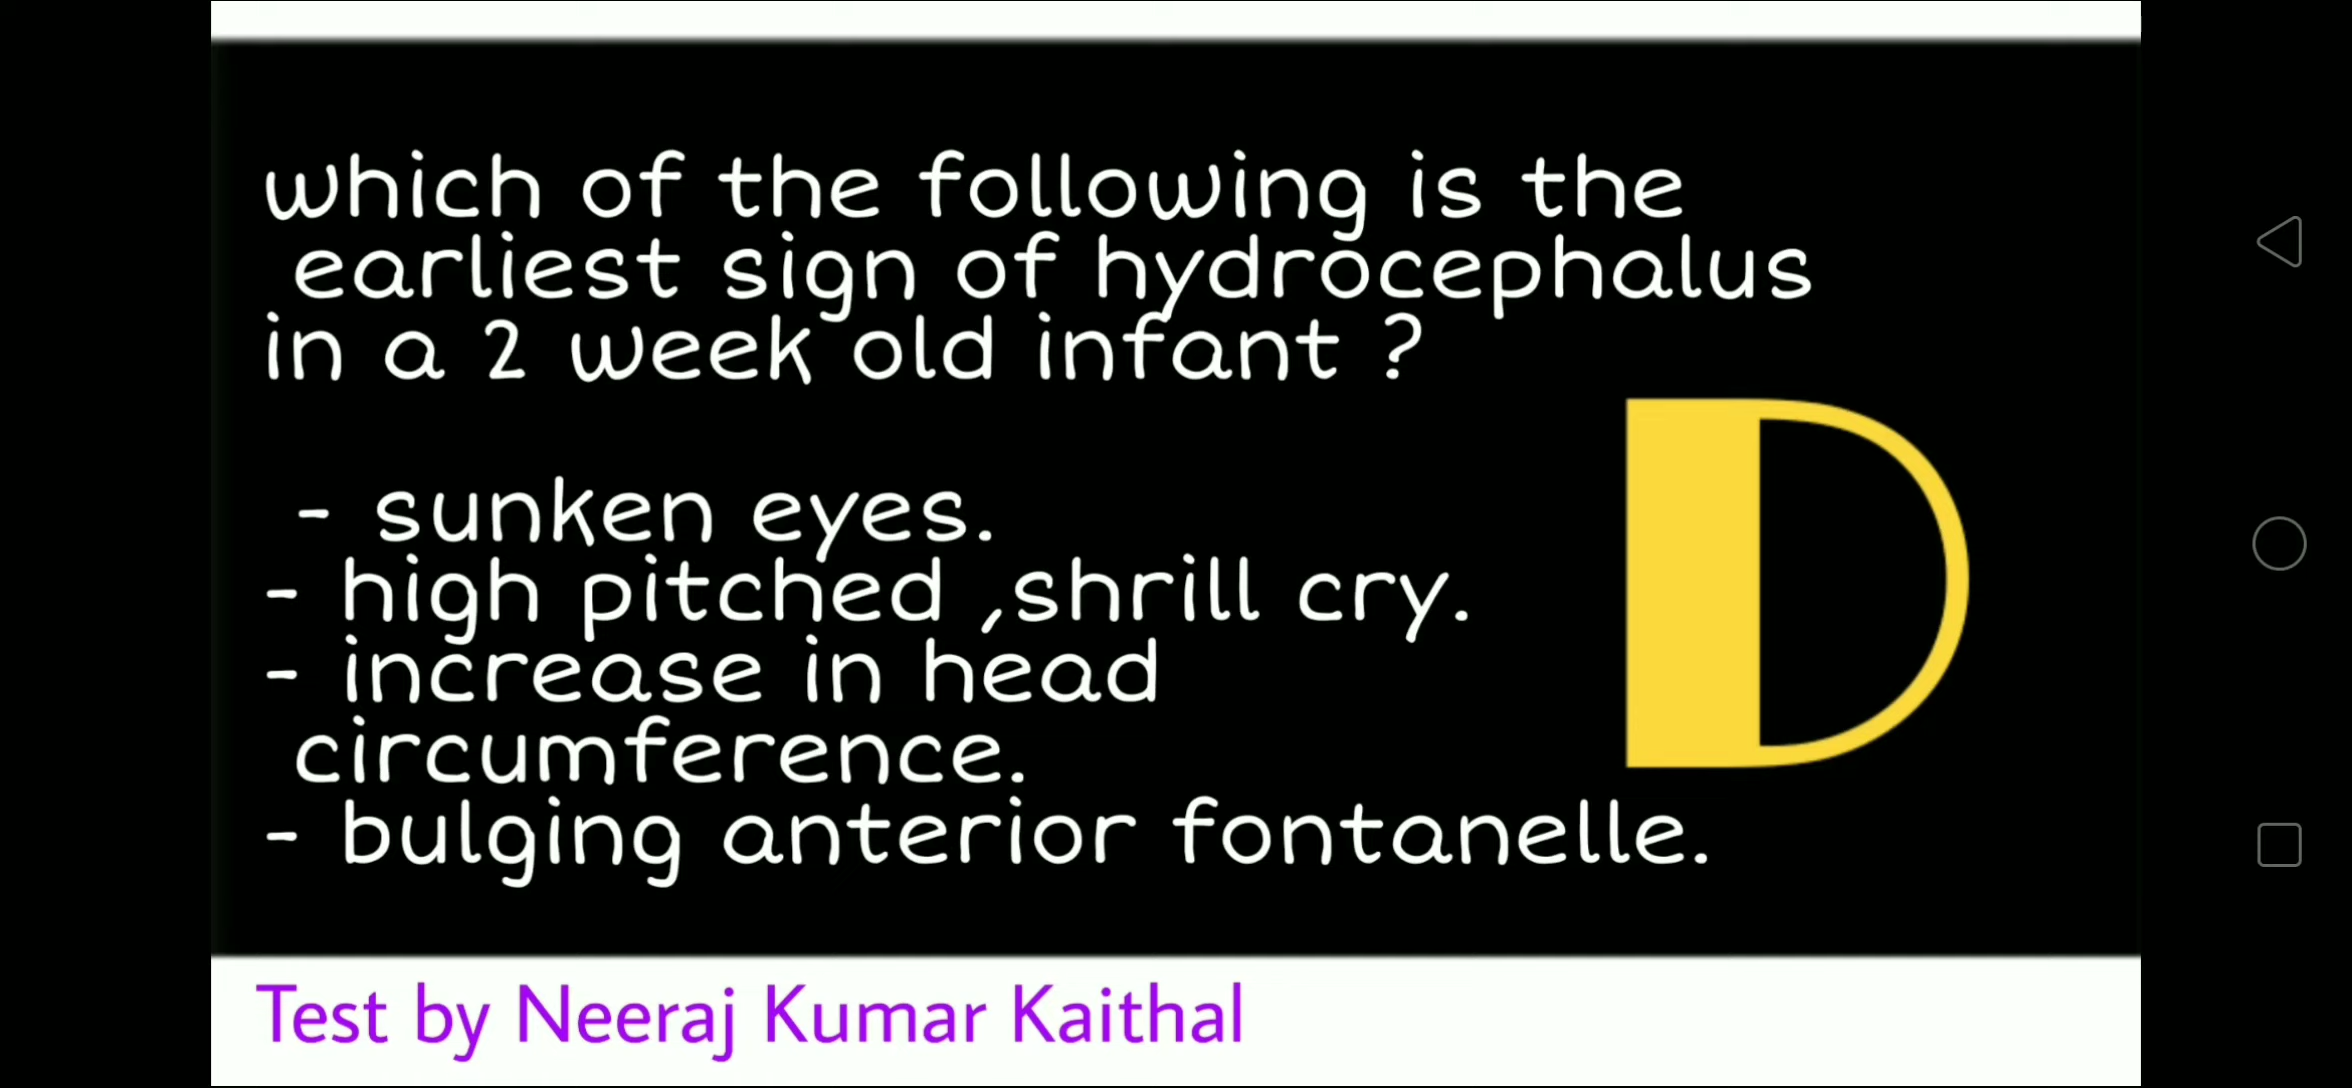 which of the following is the
earliest sign of hydrocephalus
in a 2 week old infant ?
- sunken eyes.
- high pitched ,shrill cry.
- increase in head
circumference.
- bulging anterior fontanelle.
D
Test by Neeraj Kumar Kaithal